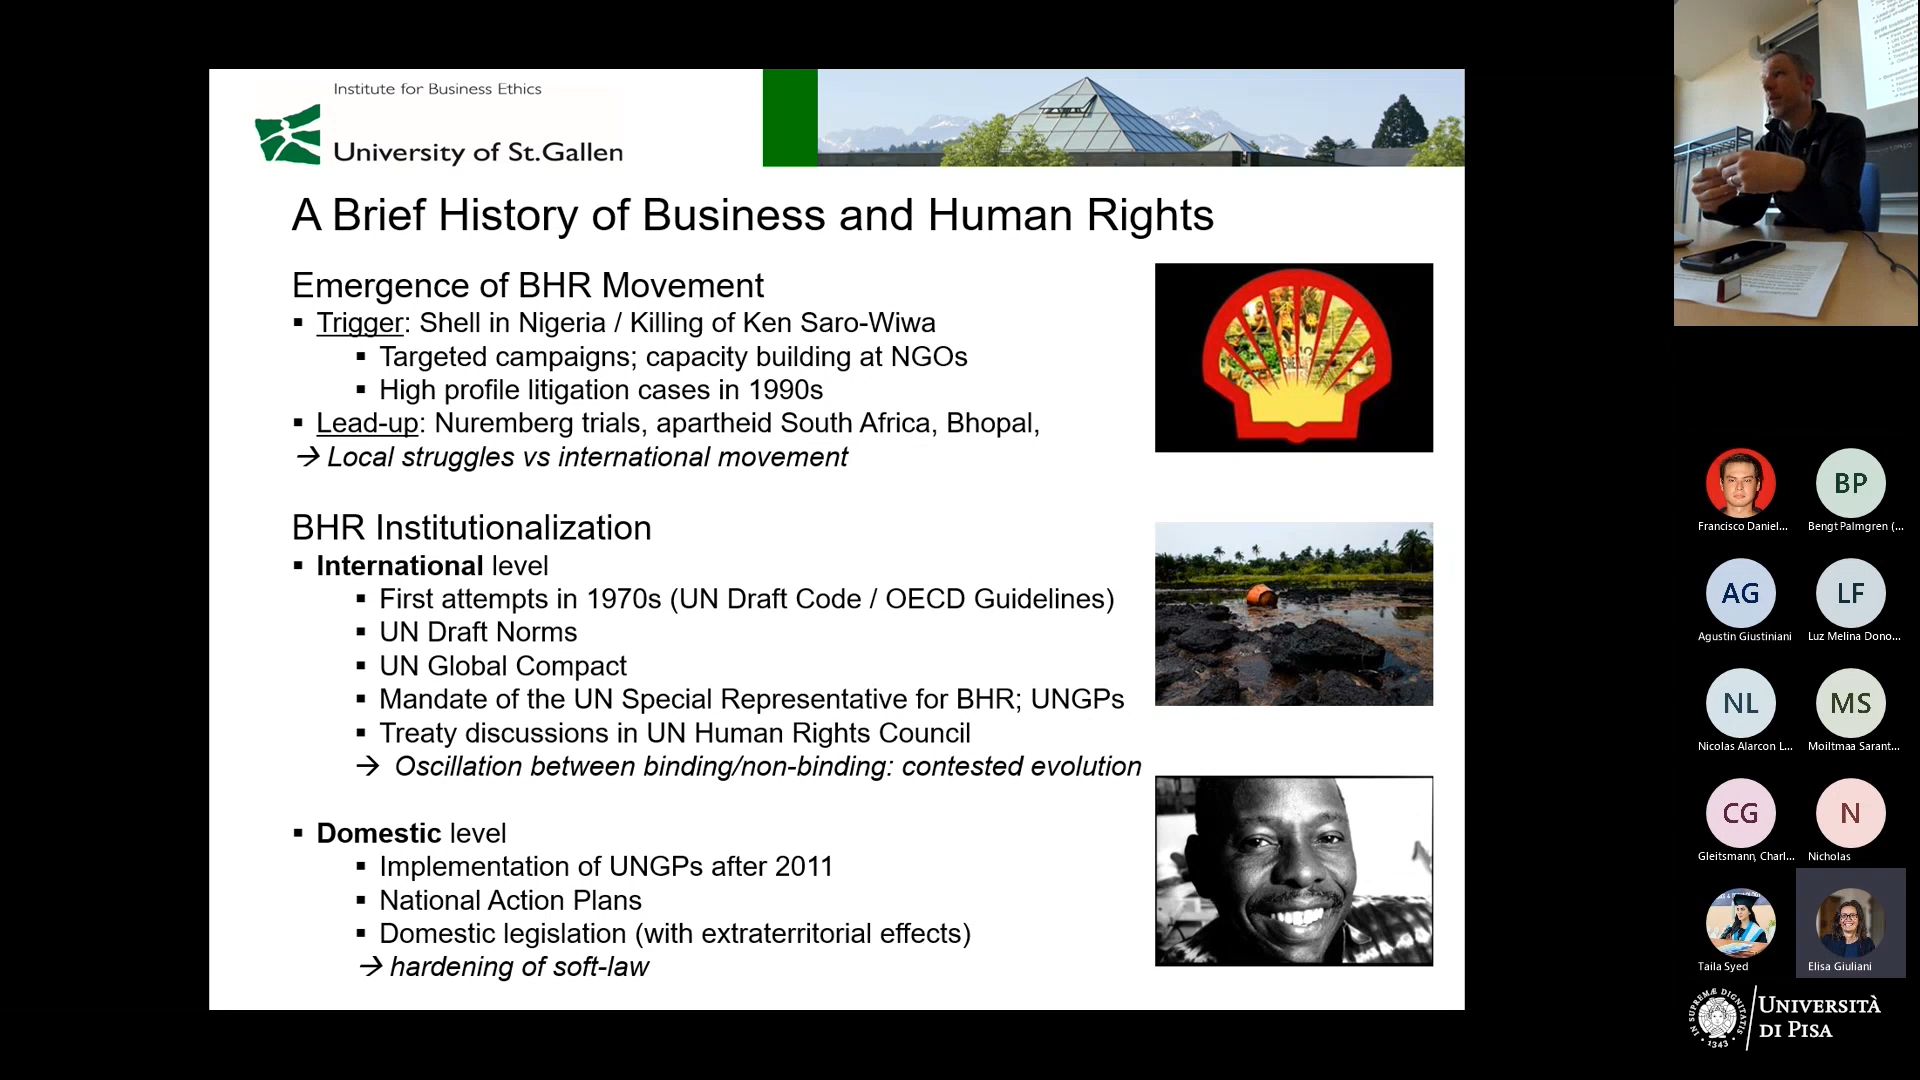 Institute for Business Ethics
University of St.Gallen
A Brief History of Business and Human Rights
Emergence of BHR Movement
▪ Trigger: Shell in Nigeria / Killing of Ken Saro-Wiwa
▪ Targeted campaigns; capacity building at NGOs
▪ High profile litigation cases in 1990s
▪ Lead-up: Nuremberg trials, apartheid South Africa, Bhopal,
→ Local struggles vs international movement
BHR Institutionalization
▪ International level
▪ First attempts in 1970s (UN Draft Code / OECD Guidelines)
▪ UN Draft Norms
▪ UN Global Compact
▪ Mandate of the UN Special Representative for BHR; UNGPs
▪ Treaty discussions in UN Human Rights Council
→ Oscillation between binding/non-binding: contested evolution
▪ Domestic level
▪ Implementation of UNGPs after 2011
▪ National Action Plans
▪ Domestic legislation (with extraterritorial effects)
→ hardening of soft-law
Francisco Daniel...
BP
Bengt Palmgren (...
AG
Agustin Giustiniani
LF
Luz Melina Dono...
NL
Nicolas Alarcon L...
MS
Moiltmaa Sarant...
CG
Gleitsmann, Charl...
N
Nicholas
Taila Syed
Elisa Giuliani
IN SUPREMÆ DIGNITATIS
1343
UNIVERSITÀ
DI PISA